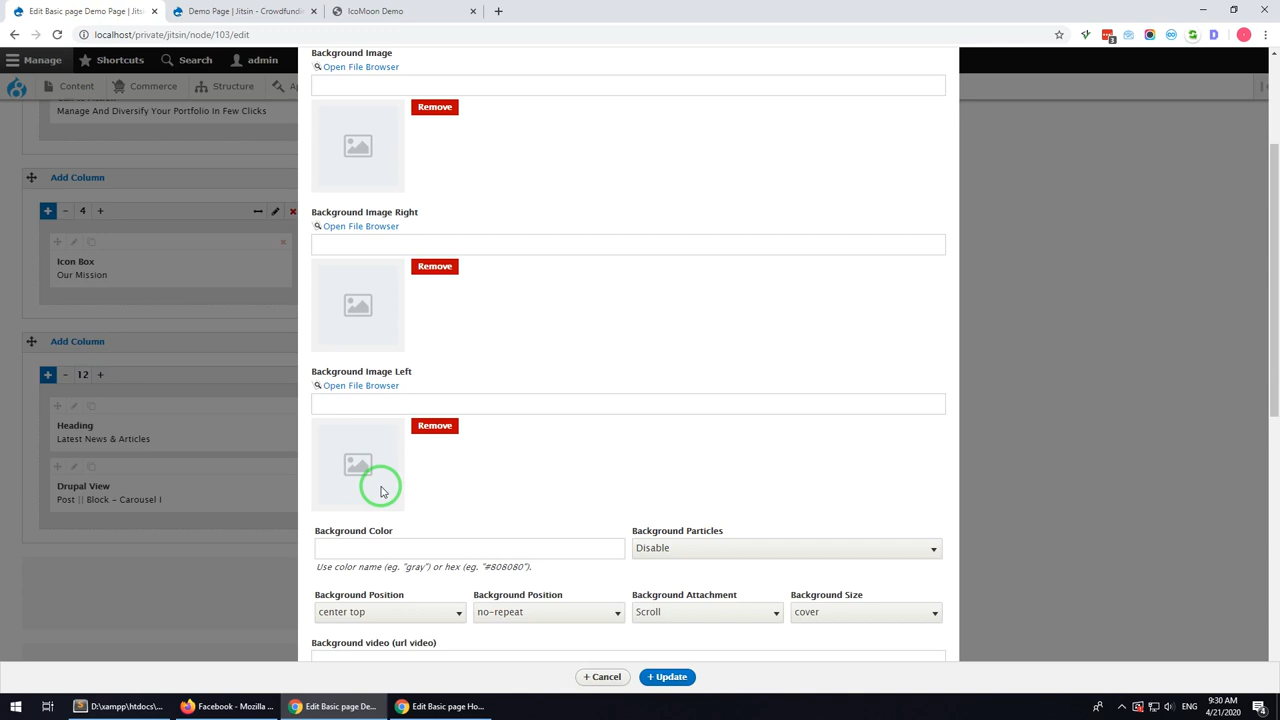 Edit Basic page Demo Page | Jitsi
Demo Page | Jitsin - Crowdfundin
IcoMoon Demo
localhost/private/jitsin/node/103/edit
3
Manage
Shortcuts
Search
admin
Content
Commerce
Structure
Manage And Diversify Your Portfolio In Few Clicks
Add Column
4
Icon Box
Our Mission
Add Column
12
Heading
Latest News & Articles
Drupal View
Post || Block - Carousel I
Background Image
Open File Browser
Remove
Background Image Right
Open File Browser
Remove
Background Image Left
Open File Browser
Remove
Background Color
Background Particles
Disable
Use color name (eg. "gray") or hex (eg. "#808080").
Background Position
Background Position
Background Attachment
Background Size
center top
no-repeat
Scroll
cover
Background video (url video)
+ Cancel
+ Update
D:\xampp\htdocs\...
Facebook - Mozilla ...
Edit Basic page De...
Edit Basic page Ho...
9:30 AM
4/21/2020
4